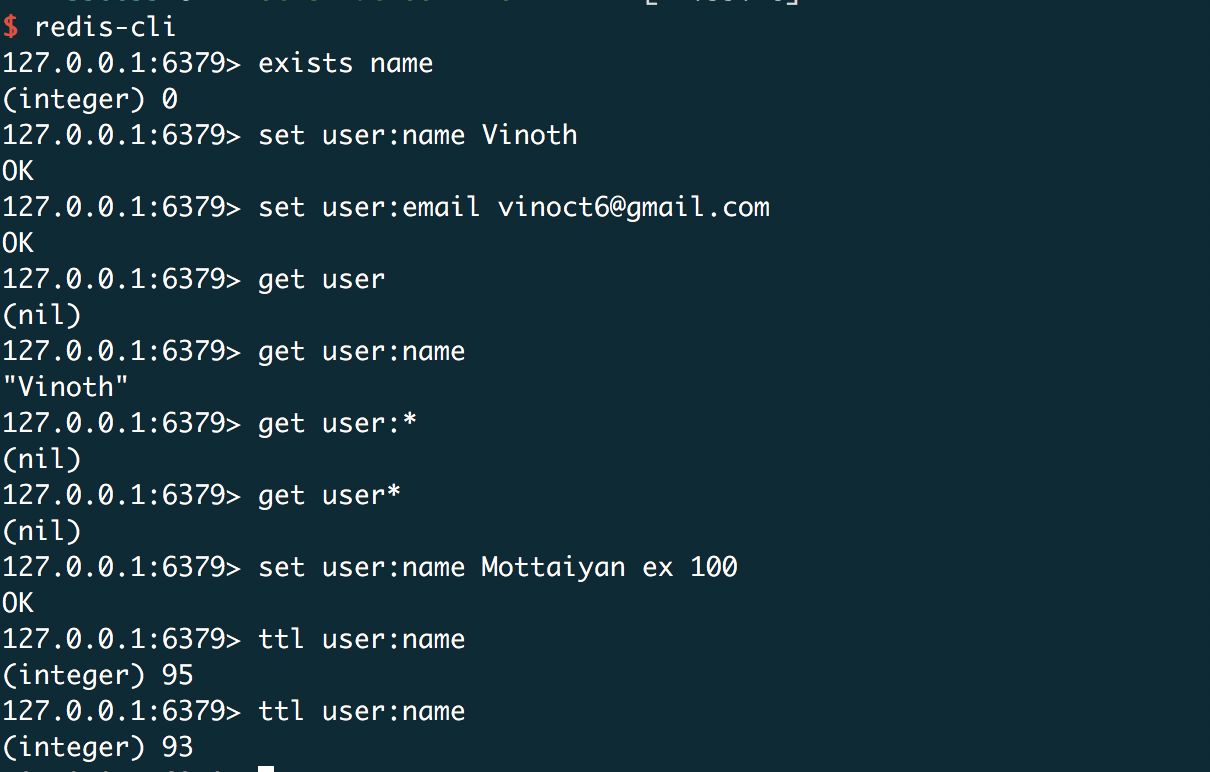 $ redis-cli
127.0.0.1:6379> exists name
(integer) 0
127.0.0.1:6379> set user:name Vinoth
OK
127.0.0.1:6379> set user:email vinoct6@gmail.com
OK
127.0.0.1:6379> get user
(nil)
127.0.0.1:6379> get user:name
"Vinoth"
127.0.0.1:6379> get user:*
(nil)
127.0.0.1:6379> get user*
(nil)
127.0.0.1:6379> set user:name Mottaiyan ex 100
OK
127.0.0.1:6379> ttl user:name
(integer) 95
127.0.0.1:6379> ttl user:name
(integer) 93